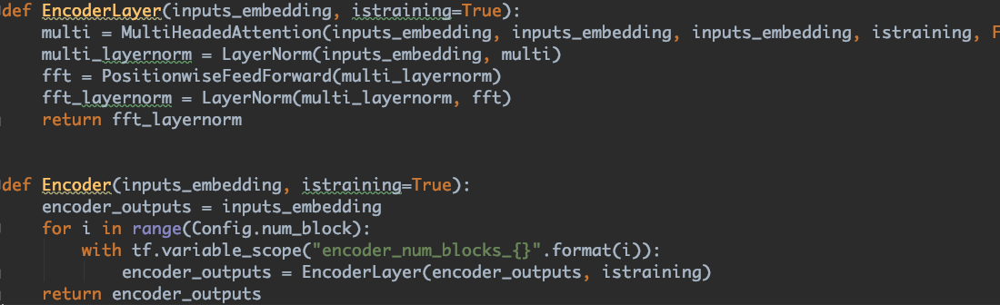 def EncoderLayer(inputs_embedding, istraining=True):
    multi = MultiHeadedAttention(inputs_embedding, inputs_embedding, inputs_embedding, istraining, F
    multi_layernorm = LayerNorm(inputs_embedding, multi)
    fft = PositionwiseFeedForward(multi_layernorm)
    fft_layernorm = LayerNorm(multi_layernorm, fft)
    return fft_layernorm
def Encoder(inputs_embedding, istraining=True):
    encoder_outputs = inputs_embedding
    for i in range(Config.num_block):
        with tf.variable_scope("encoder_num_blocks_{}".format(i)):
            encoder_outputs = EncoderLayer(encoder_outputs, istraining)
    return encoder_outputs